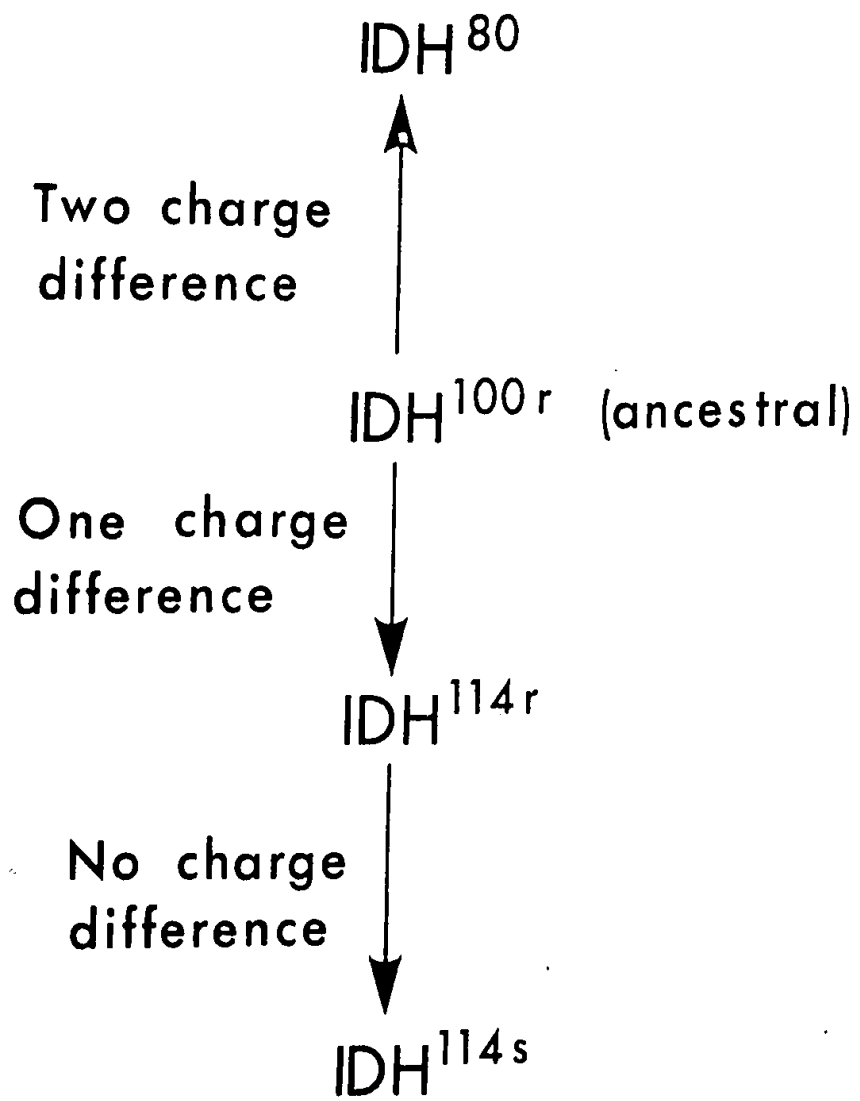 IDH80
Two charge
difference
IDH100r (ancestral)
One charge
difference
IDH114r
No charge
difference
IDH114s